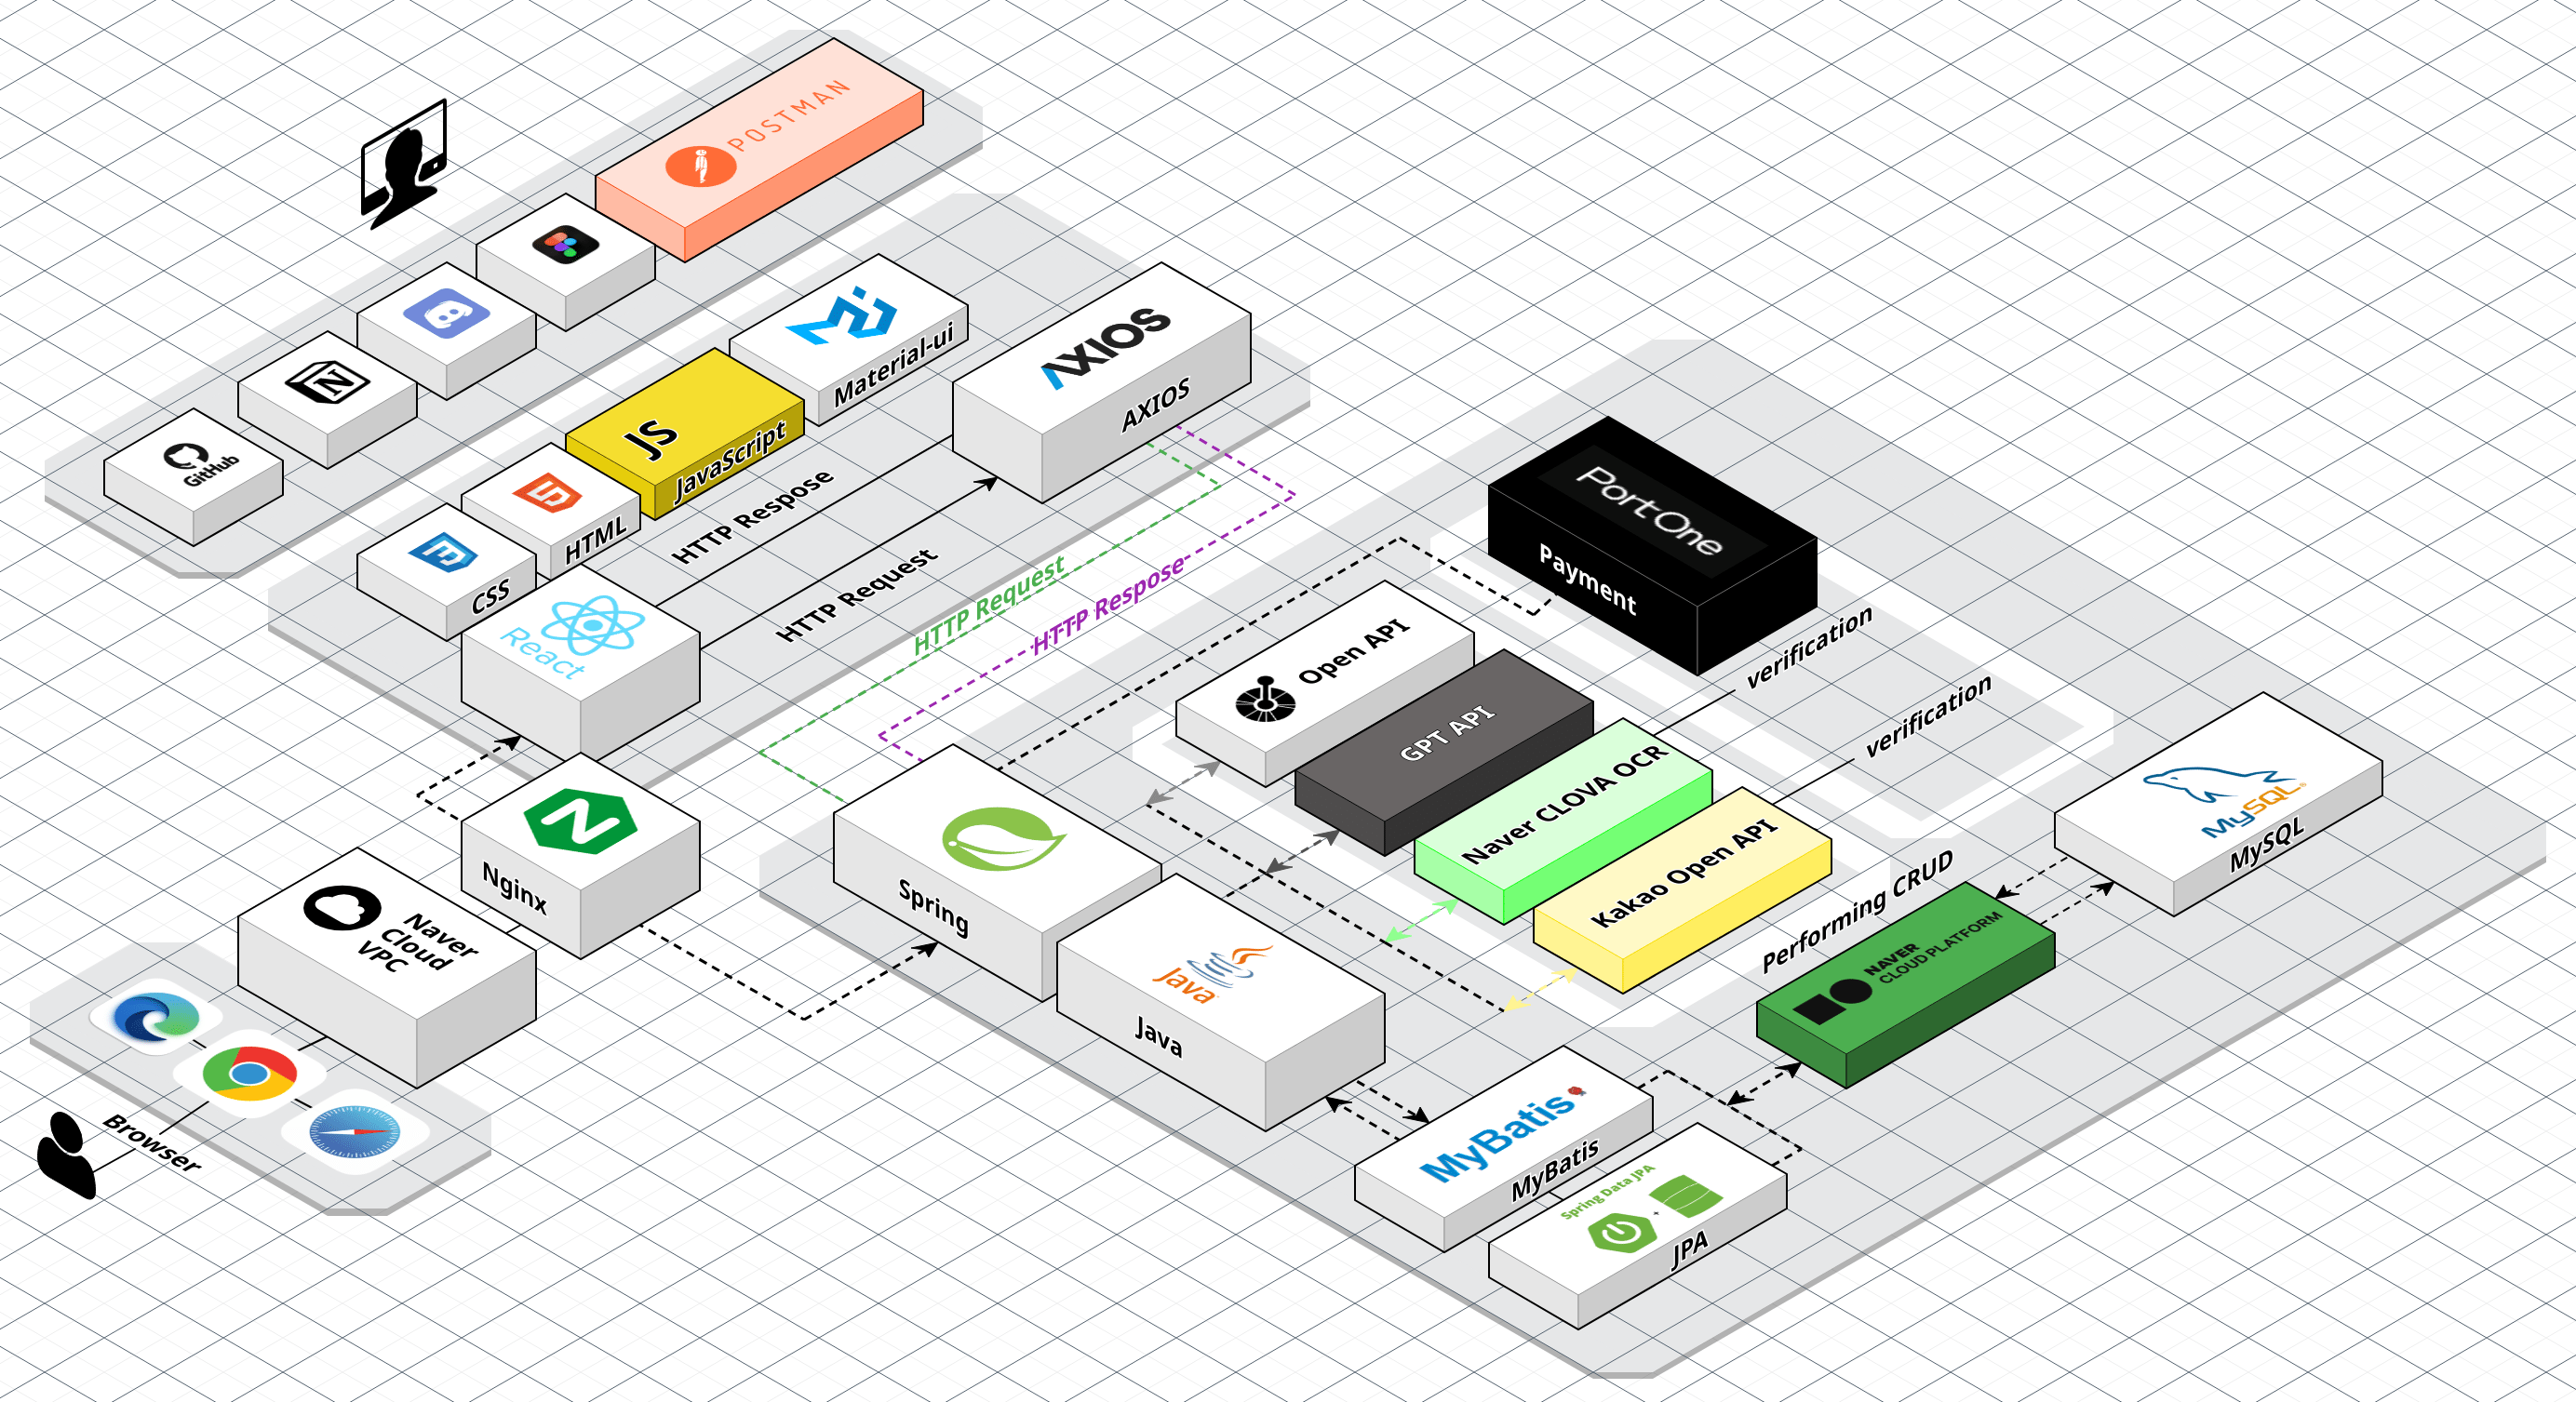 POSTMAN
GitHub
N
Material-ui
AXIOS
AXIOS
JS
JavaScript
HTML
CSS
React
HTTP Respose
HTTP Request
HTTP Request
HTTP Respose
PortOne
Payment
Open API
GPT API
Naver CLOVA OCR
Kakao Open API
verification
verification
MySQL
MySQL
Performing CRUD
NAVER
CLOUD PLATFORM
Nginx
Naver
Cloud
VPC
Browser
Spring
Java
Java
MyBatis
MyBatis
Spring Data JPA
+
JPA